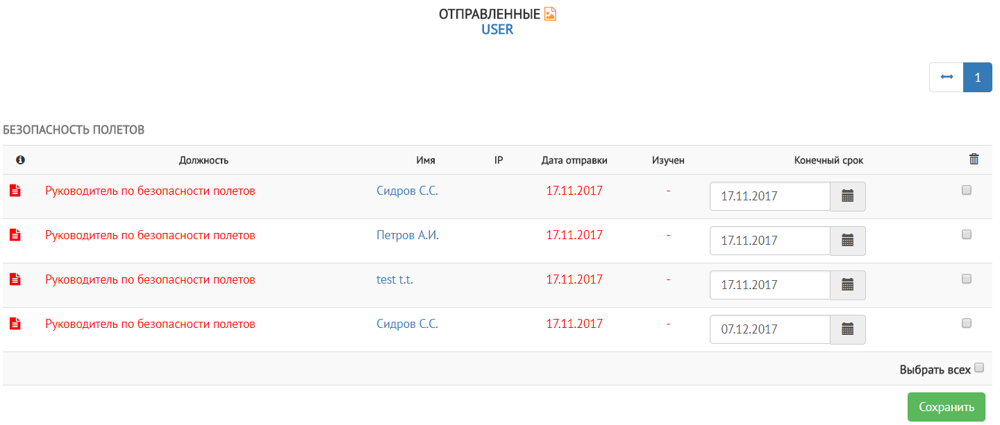 ОТПРАВЛЕННЫЕ
USER
1
БЕЗОПАСНОСТЬ ПОЛЕТОВ
Должность Имя IP Дата отправки Изучен Конечный срок
Руководитель по безопасности полетов Сидров С.С. 17.11.2017 - 17.11.2017
Руководитель по безопасности полетов Петров А.И. 17.11.2017 - 17.11.2017
Руководитель по безопасности полетов test t.t. 17.11.2017 - 17.11.2017
Руководитель по безопасности полетов Сидров С.С. 17.11.2017 - 07.12.2017
Выбрать всех
Сохранить